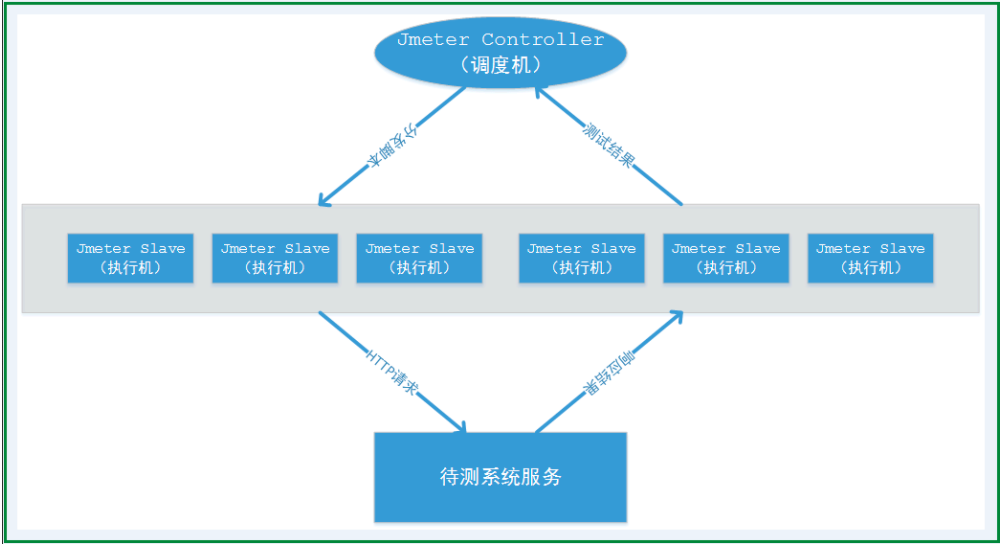 Jmeter Controller
（调度机）
分发脚本
测试结果
Jmeter Slave
（执行机）
Jmeter Slave
（执行机）
Jmeter Slave
（执行机）
Jmeter Slave
（执行机）
Jmeter Slave
（执行机）
Jmeter Slave
（执行机）
HTTP请求
响应结果
待测系统服务